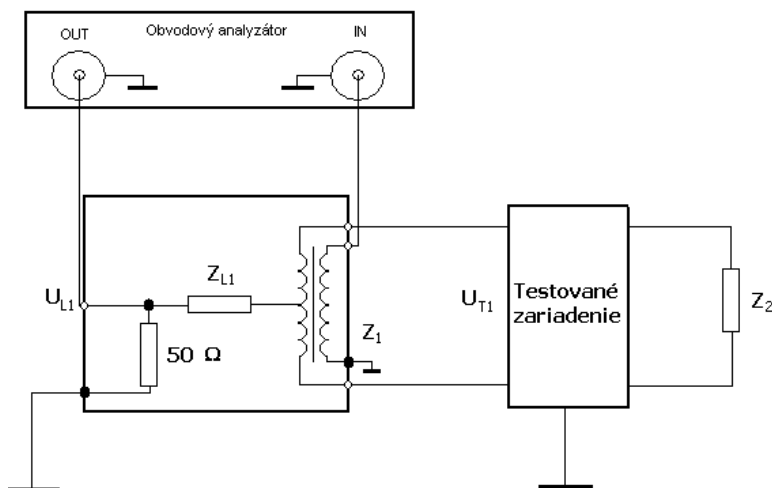 OUT
Obvodový analyzátor
IN
Z_L1
U_L1
50 Ω
Z_1
U_T1
Testované
zariadenie
Z_2